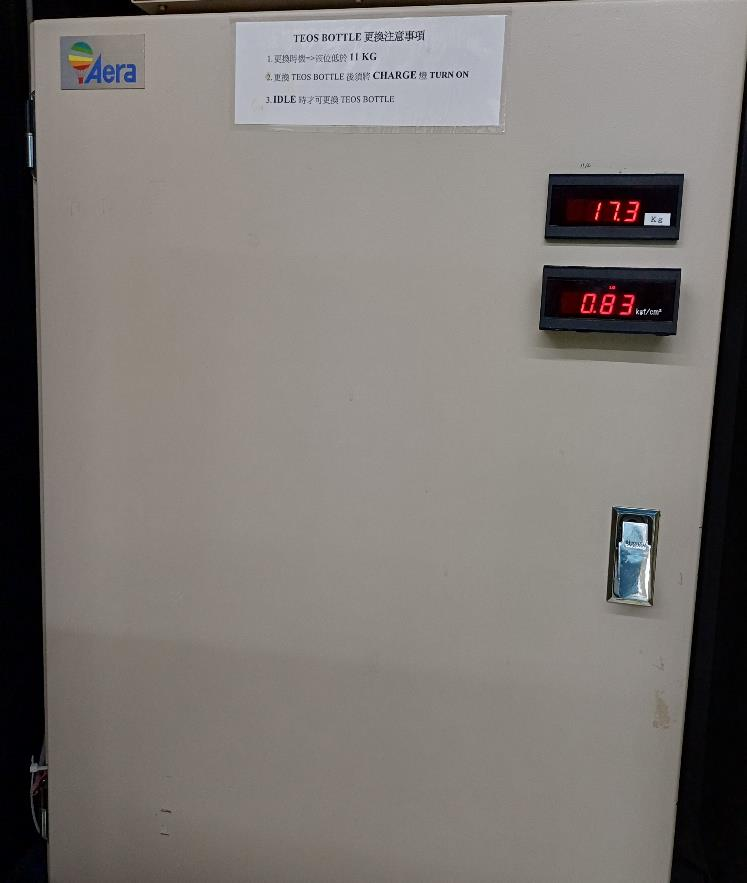 Aera
TEOS BOTTLE 更換注意事項
1.更換時機=>液位低於 11 KG
2.更換 TEOS BOTTLE 後須將 CHARGE 燈 TURN ON
3.IDLE 時才可更換 TEOS BOTTLE
17.3 Kg
0.83 kgf/cm²